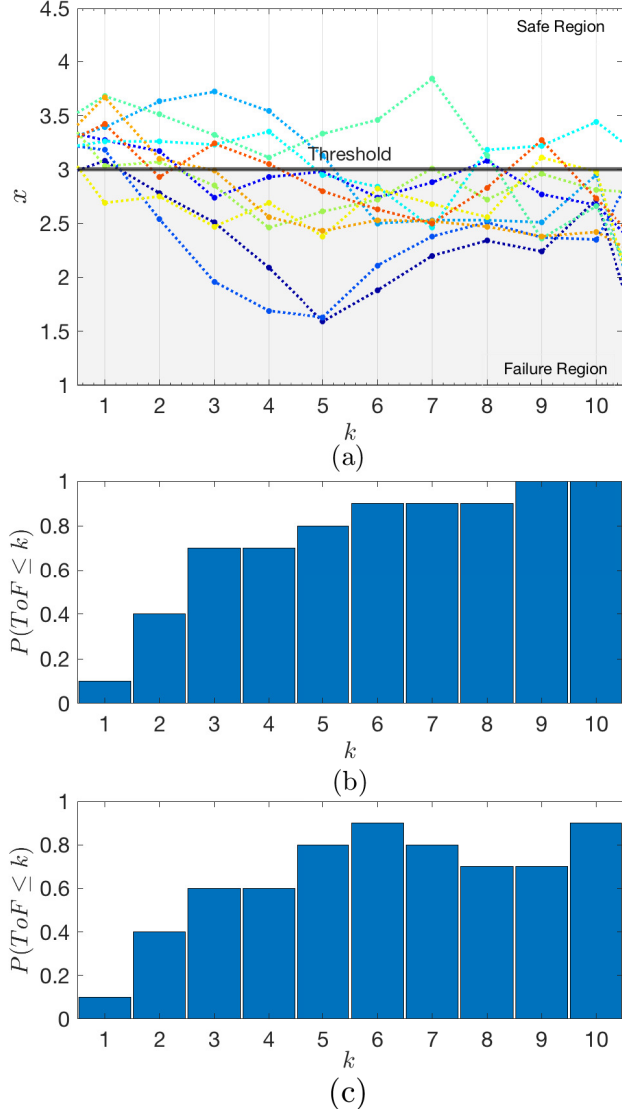 4.5
Safe Region
4
3.5
Threshold
3
x
2.5
2
1.5
Failure Region
1
1 2 3 4 5 6 7 8 9 10
k
(a)
1
0.8
0.6
0.4
0.2
0
P(ToF ≤ k)
1 2 3 4 5 6 7 8 9 10
k
(b)
1
0.8
0.6
0.4
0.2
0
P(ToF ≤ k)
1 2 3 4 5 6 7 8 9 10
k
(c)